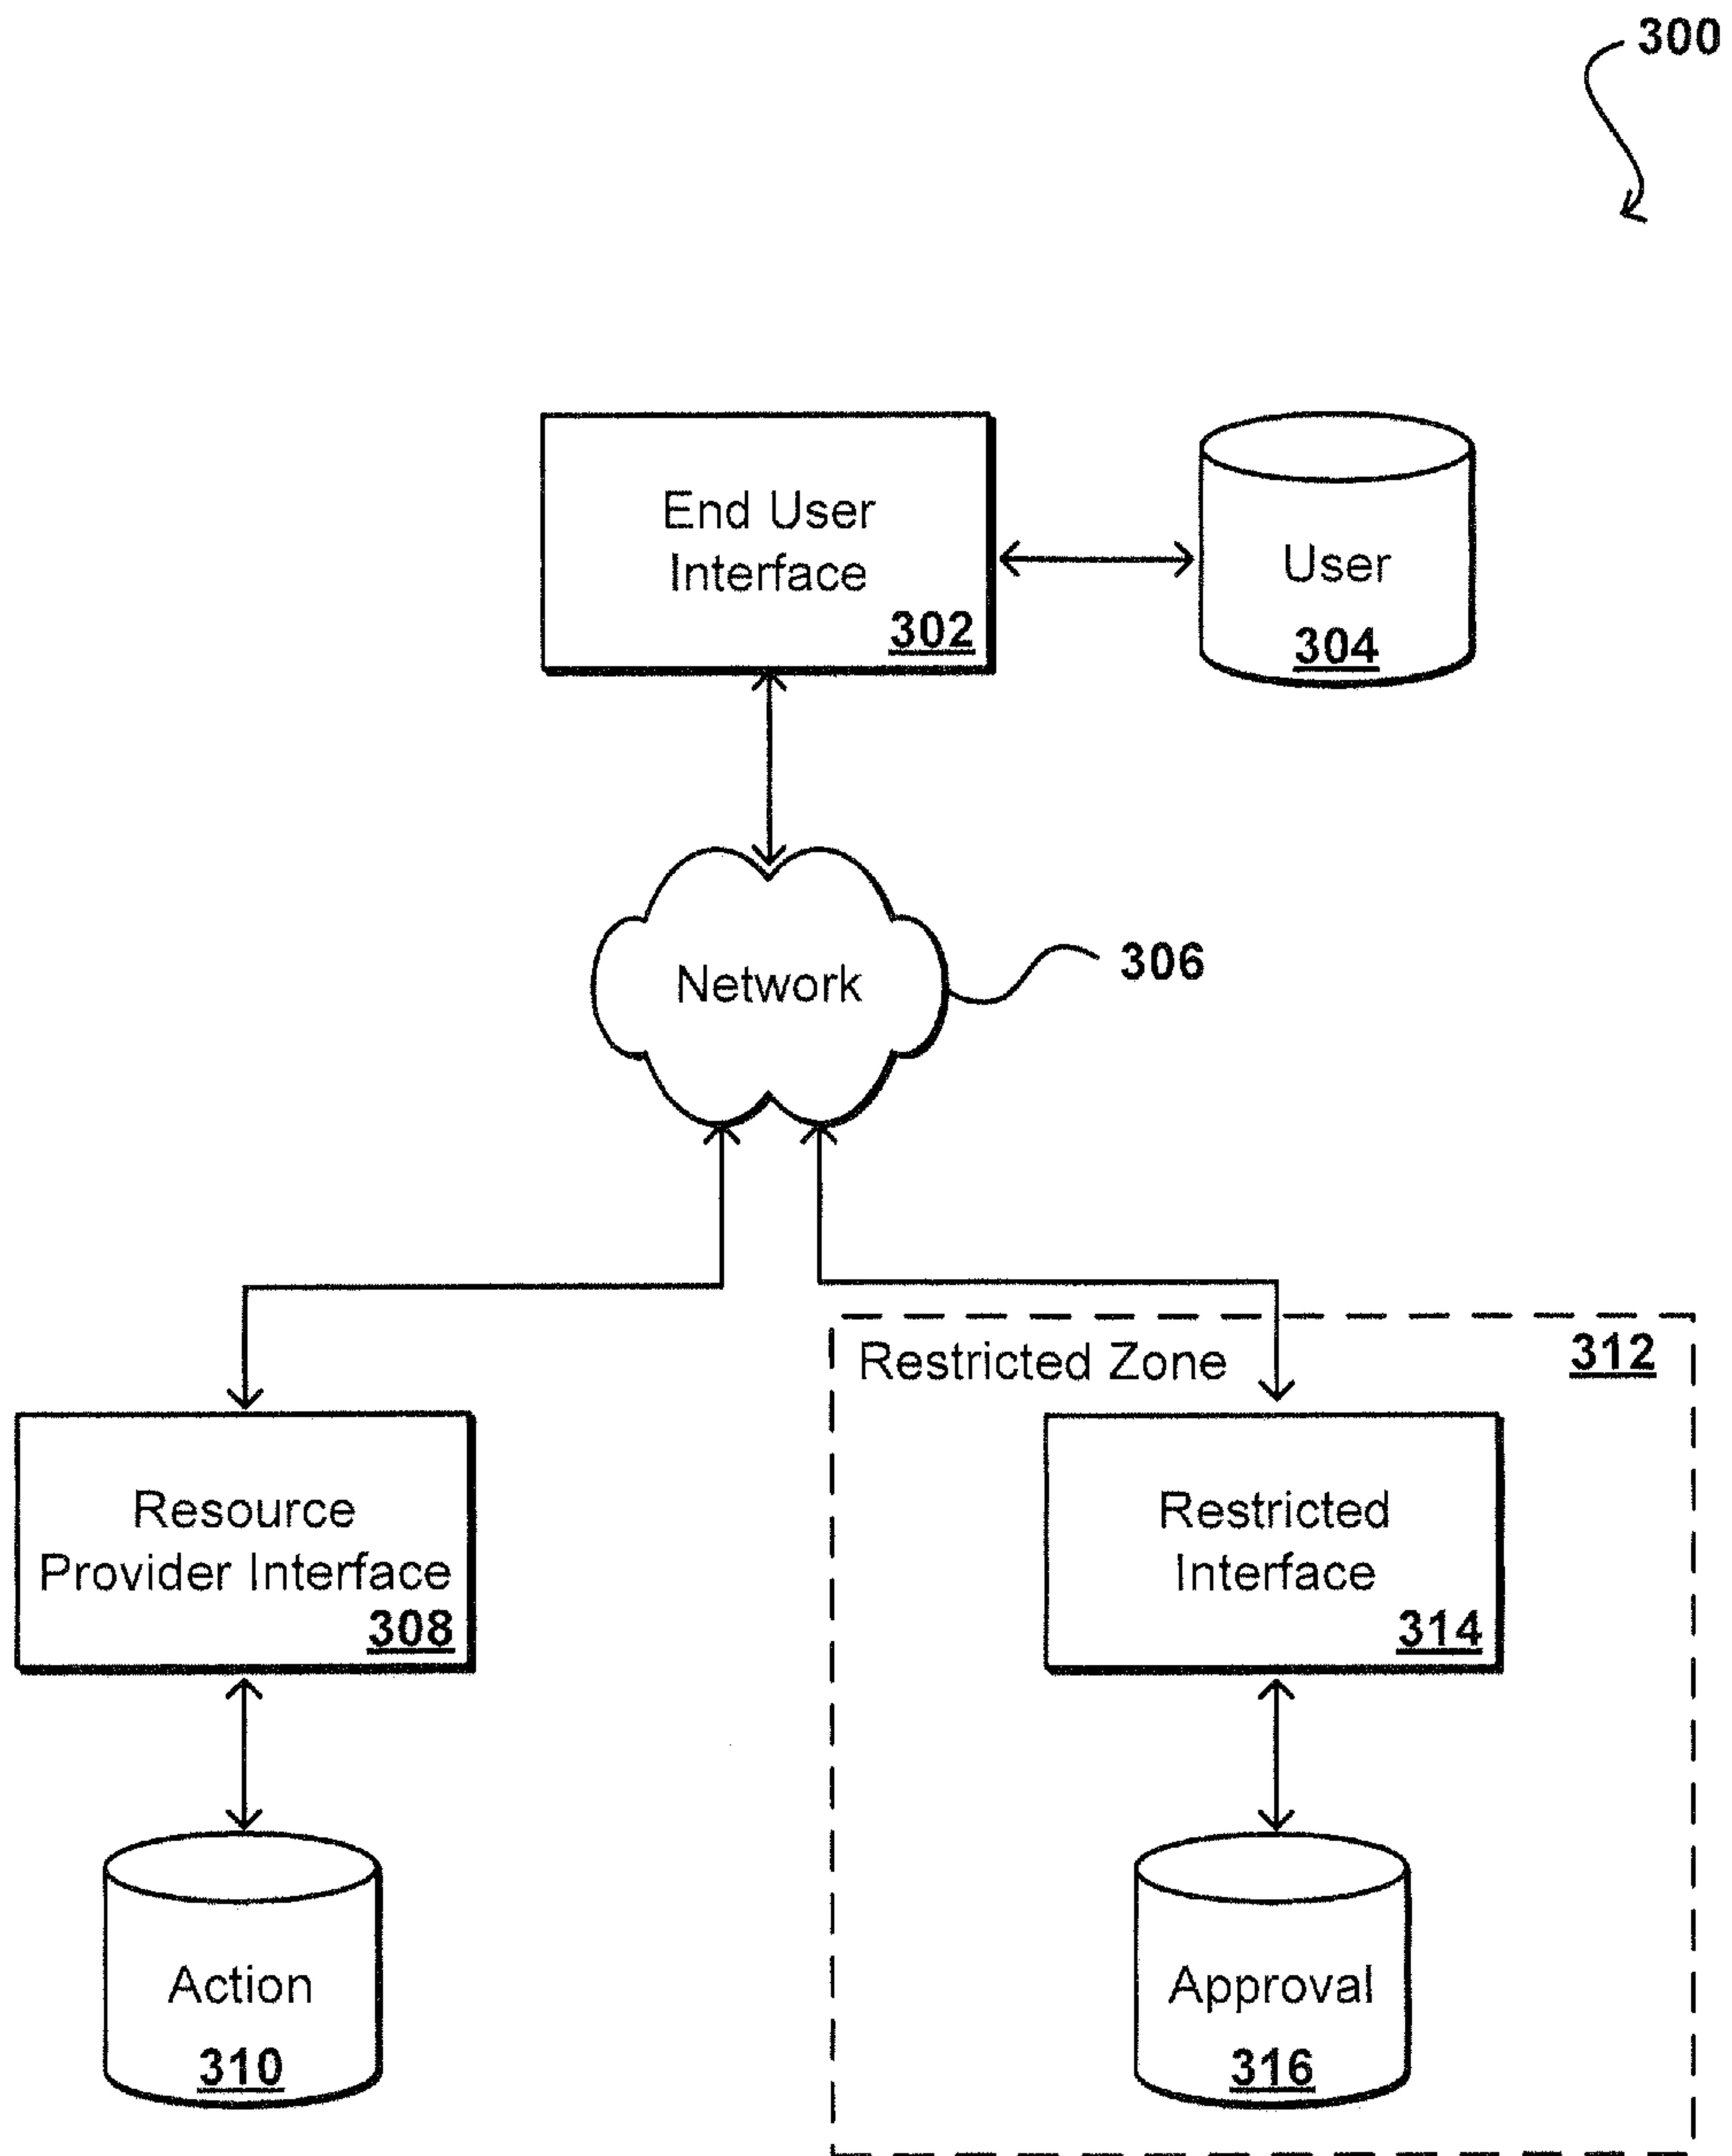 300
End User
Interface
302
User
304
Network
306
Restricted Zone
312
Resource
Provider Interface
308
Restricted
Interface
314
Action
310
Approval
316